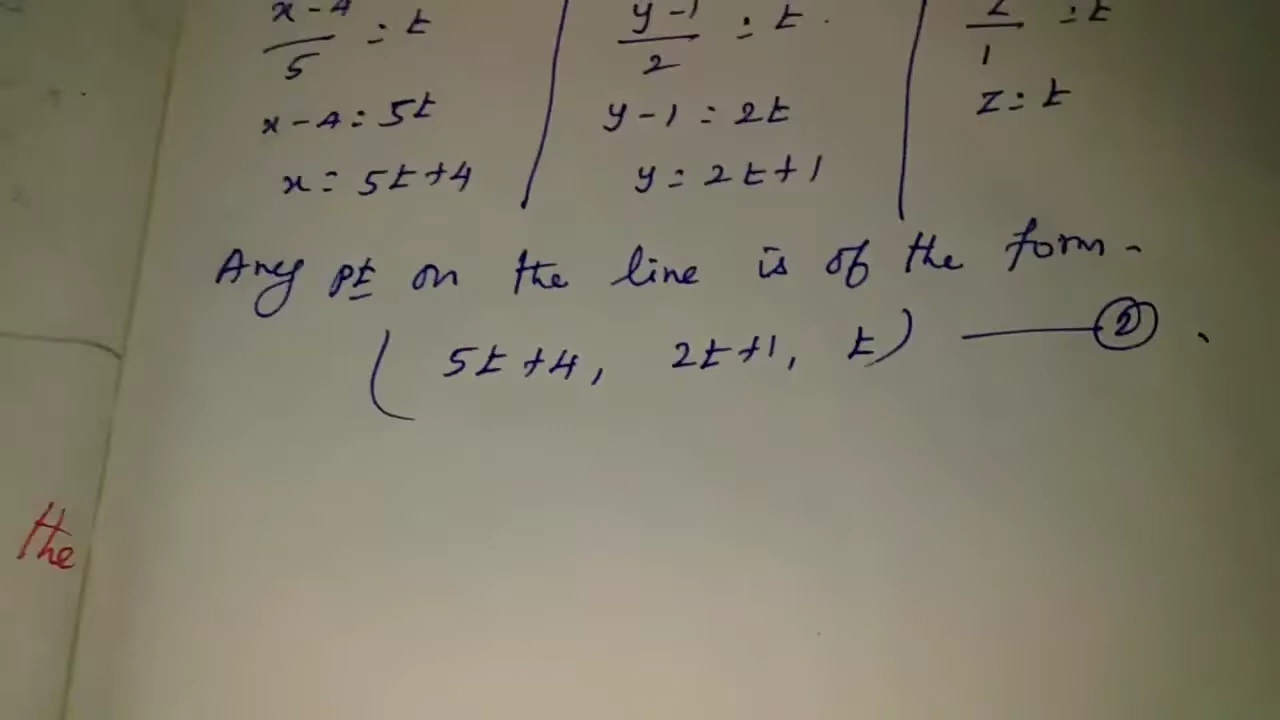 x-4/5 = t    y-1/2 = t.    z/1 = t
x-4 = 5t    y-1 = 2t    z = t
x = 5t+4    y = 2t+1
Any pt on the line is of the form -
(5t+4, 2t+1, t) — ②.
the